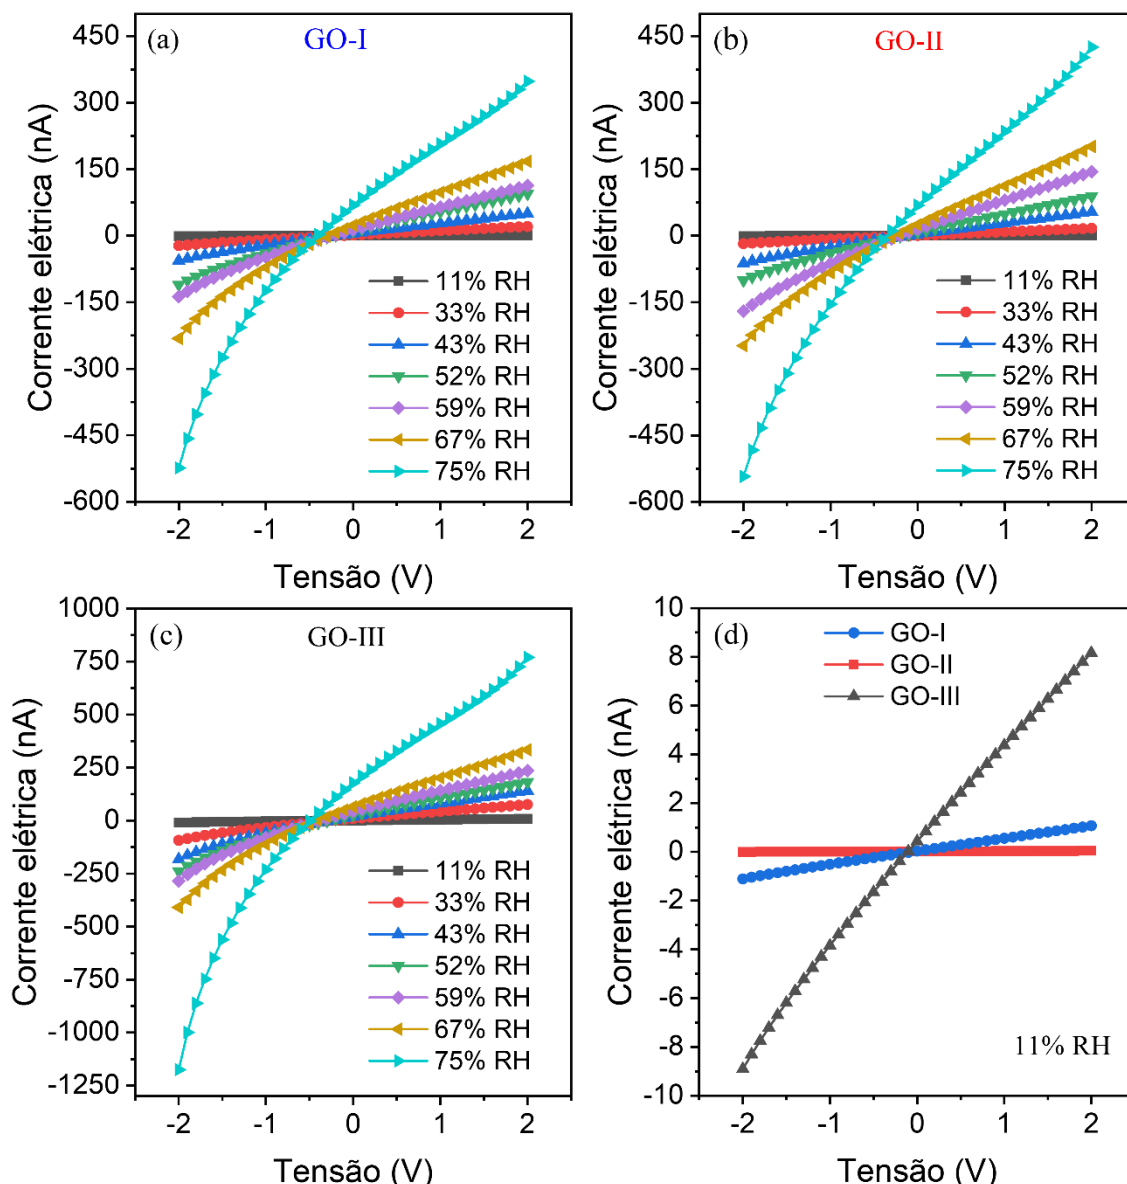 (a) GO-I
450
300
150
0
-150
-300
-450
-600
Corrente elétrica (nA)
11% RH
33% RH
43% RH
52% RH
59% RH
67% RH
75% RH
-2 -1 0 1 2
Tensão (V)
(b) GO-II
450
300
150
0
-150
-300
-450
-600
Corrente elétrica (nA)
11% RH
33% RH
43% RH
52% RH
59% RH
67% RH
75% RH
-2 -1 0 1 2
Tensão (V)
(c) GO-III
1000
750
500
250
0
-250
-500
-750
-1000
-1250
Corrente elétrica (nA)
11% RH
33% RH
43% RH
52% RH
59% RH
67% RH
75% RH
-2 -1 0 1 2
Tensão (V)
(d)
GO-I
GO-II
GO-III
10
8
6
4
2
0
-2
-4
-6
-8
-10
Corrente elétrica (nA)
11% RH
-2 -1 0 1 2
Tensão (V)